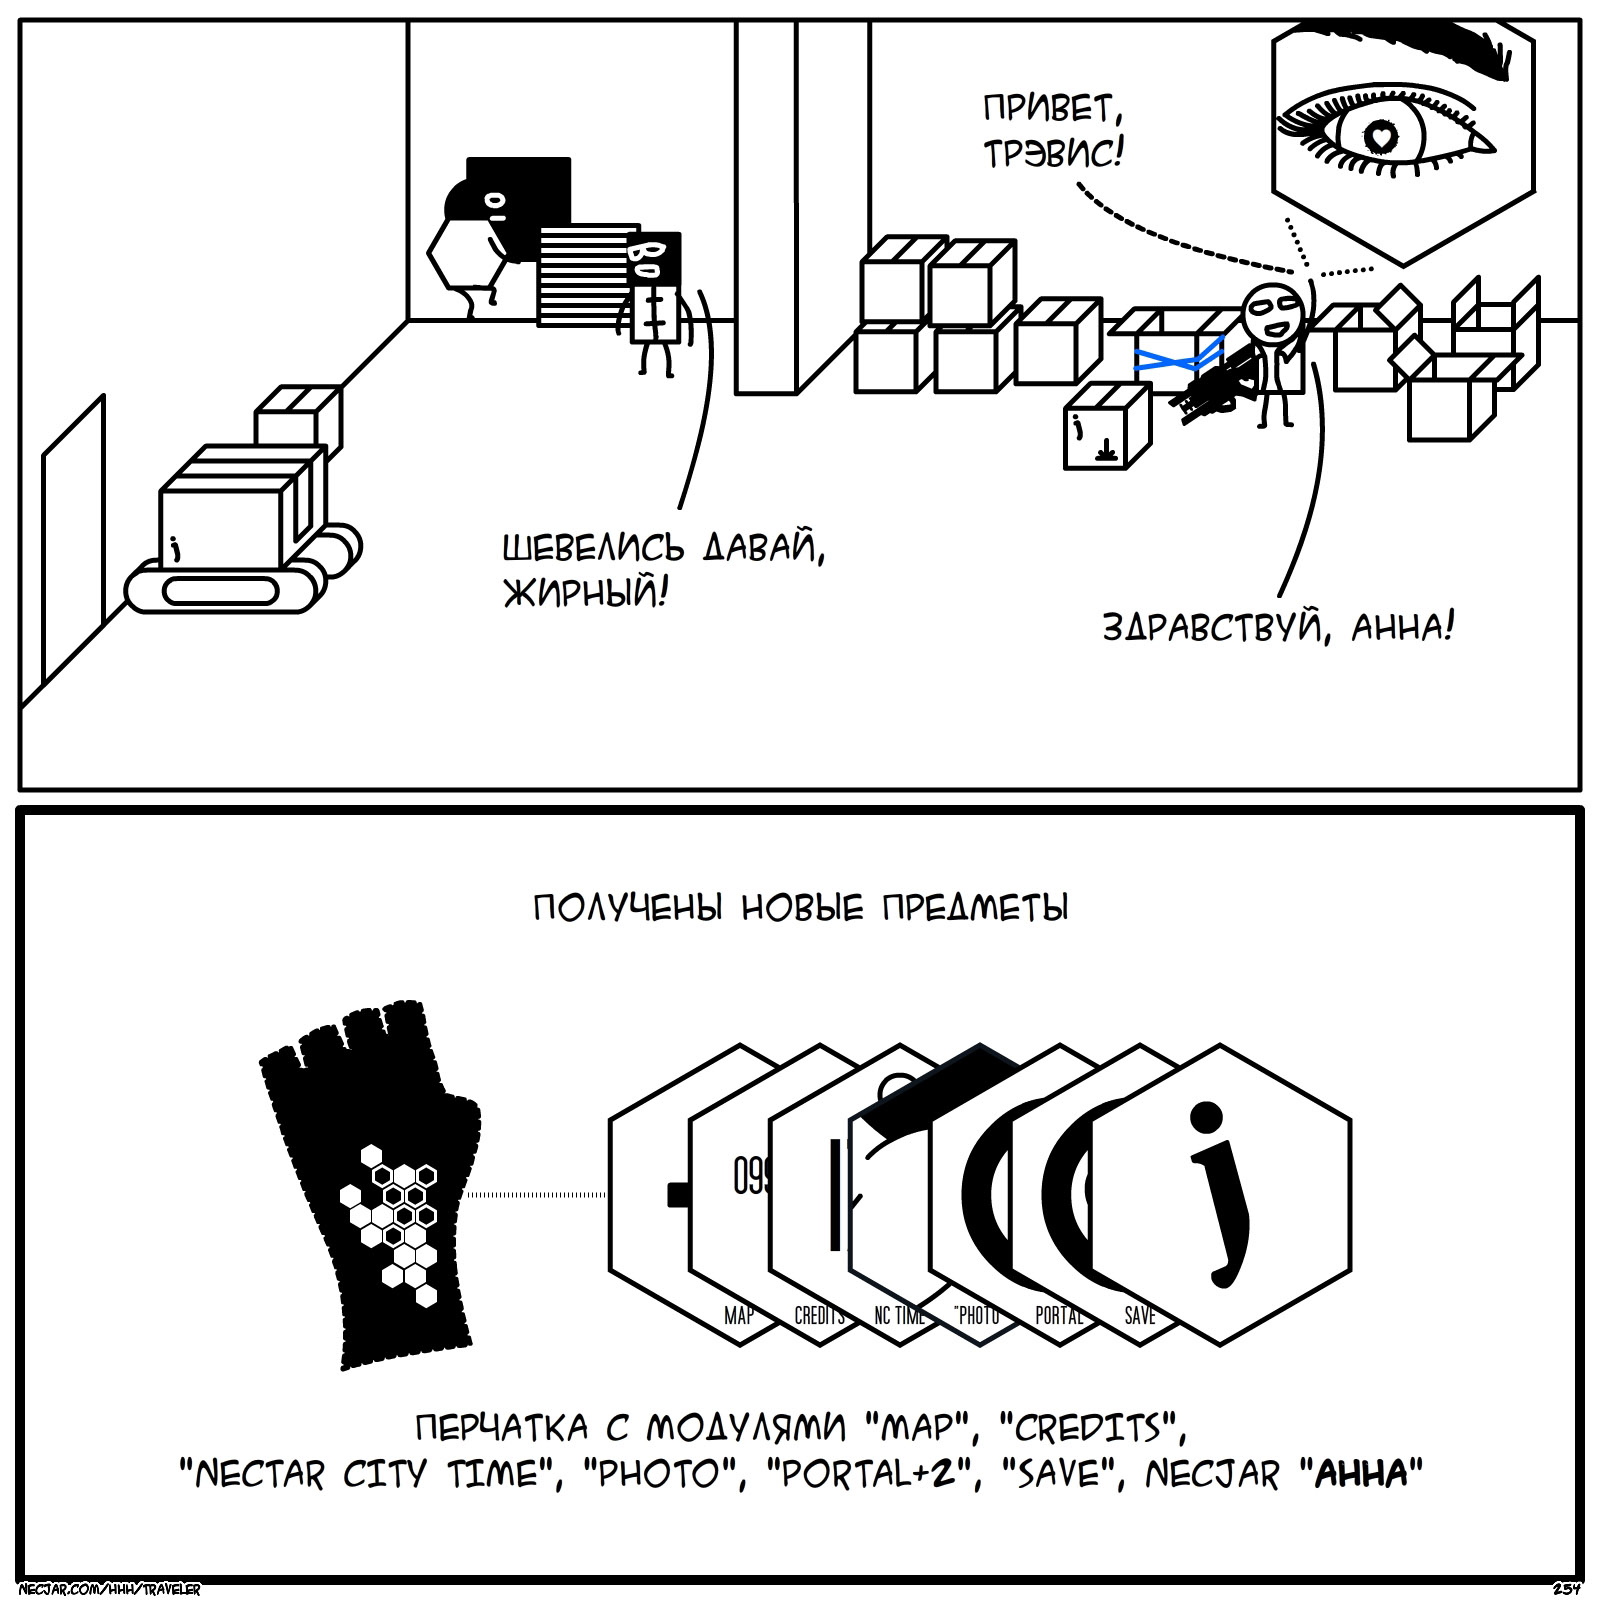 ПРИВЕТ,
ТРЭВИС!
ШЕВЕЛИСЬ ДАВАЙ,
ЖИРНЫЙ!
ЗДРАВСТВУЙ, АННА!
j
j
ПОЛУЧЕНЫ НОВЫЕ ПРЕДМЕТЫ
099
j
MAP
CREDITS
NC TIME
"PHOTO
PORTAL
SAVE
ПЕРЧАТКА С МОДУЛЯМИ "MAP", "CREDITS",
"NECTAR CITY TIME", "PHOTO", "PORTAL+2", "SAVE", NECJAR "АННА"
NECJAR.COM/HHH/TRAVELER
254